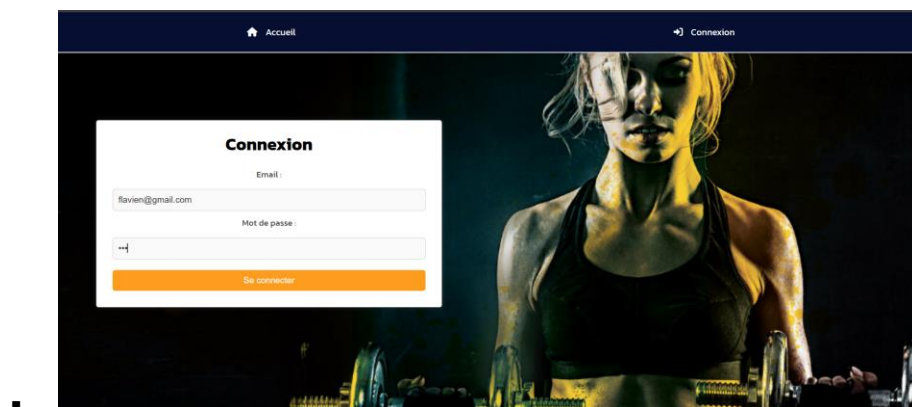 Accueil
Connexion
Connexion
Email :
flavien@gmail.com
Mot de passe :
•••
Se connecter